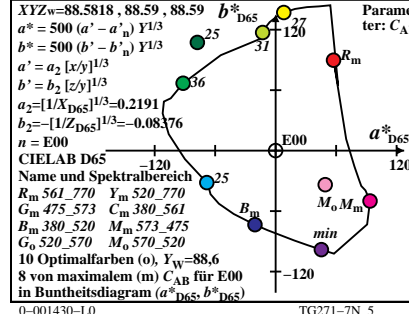 XYZw=88.5818, 88.59, 88.59
a* = 500 (a' – a'n) Y1/3
b* = 500 (b' – b'n) Y1/3
a' = a2 [x/y]1/3
b' = b2 [z/y]1/3
a2=[1/XD65]1/3=0.2191
b2=–[1/ZD65]1/3=–0.08376
n = E00
CIELAB D65
Name und Spektralbereich
Rm 561_770 Ym 520_770
Gm 475_573 Cm 380_561
Bm 380_520 Mm 573_475
Go 520_570 Mo 570_520
10 Optimalfarben (o), YW=88,6
8 von maximalem (m) CAB für E00
in Buntheitsdiagram (a*D65, b*D65)
b*D65
120
27
31
25
36
Rm
E00
a*D65
–120
120
25
Bm
Mo
Mm
min
–120
Parame
ter: CA
0-001430-L0
TG271-7N_5